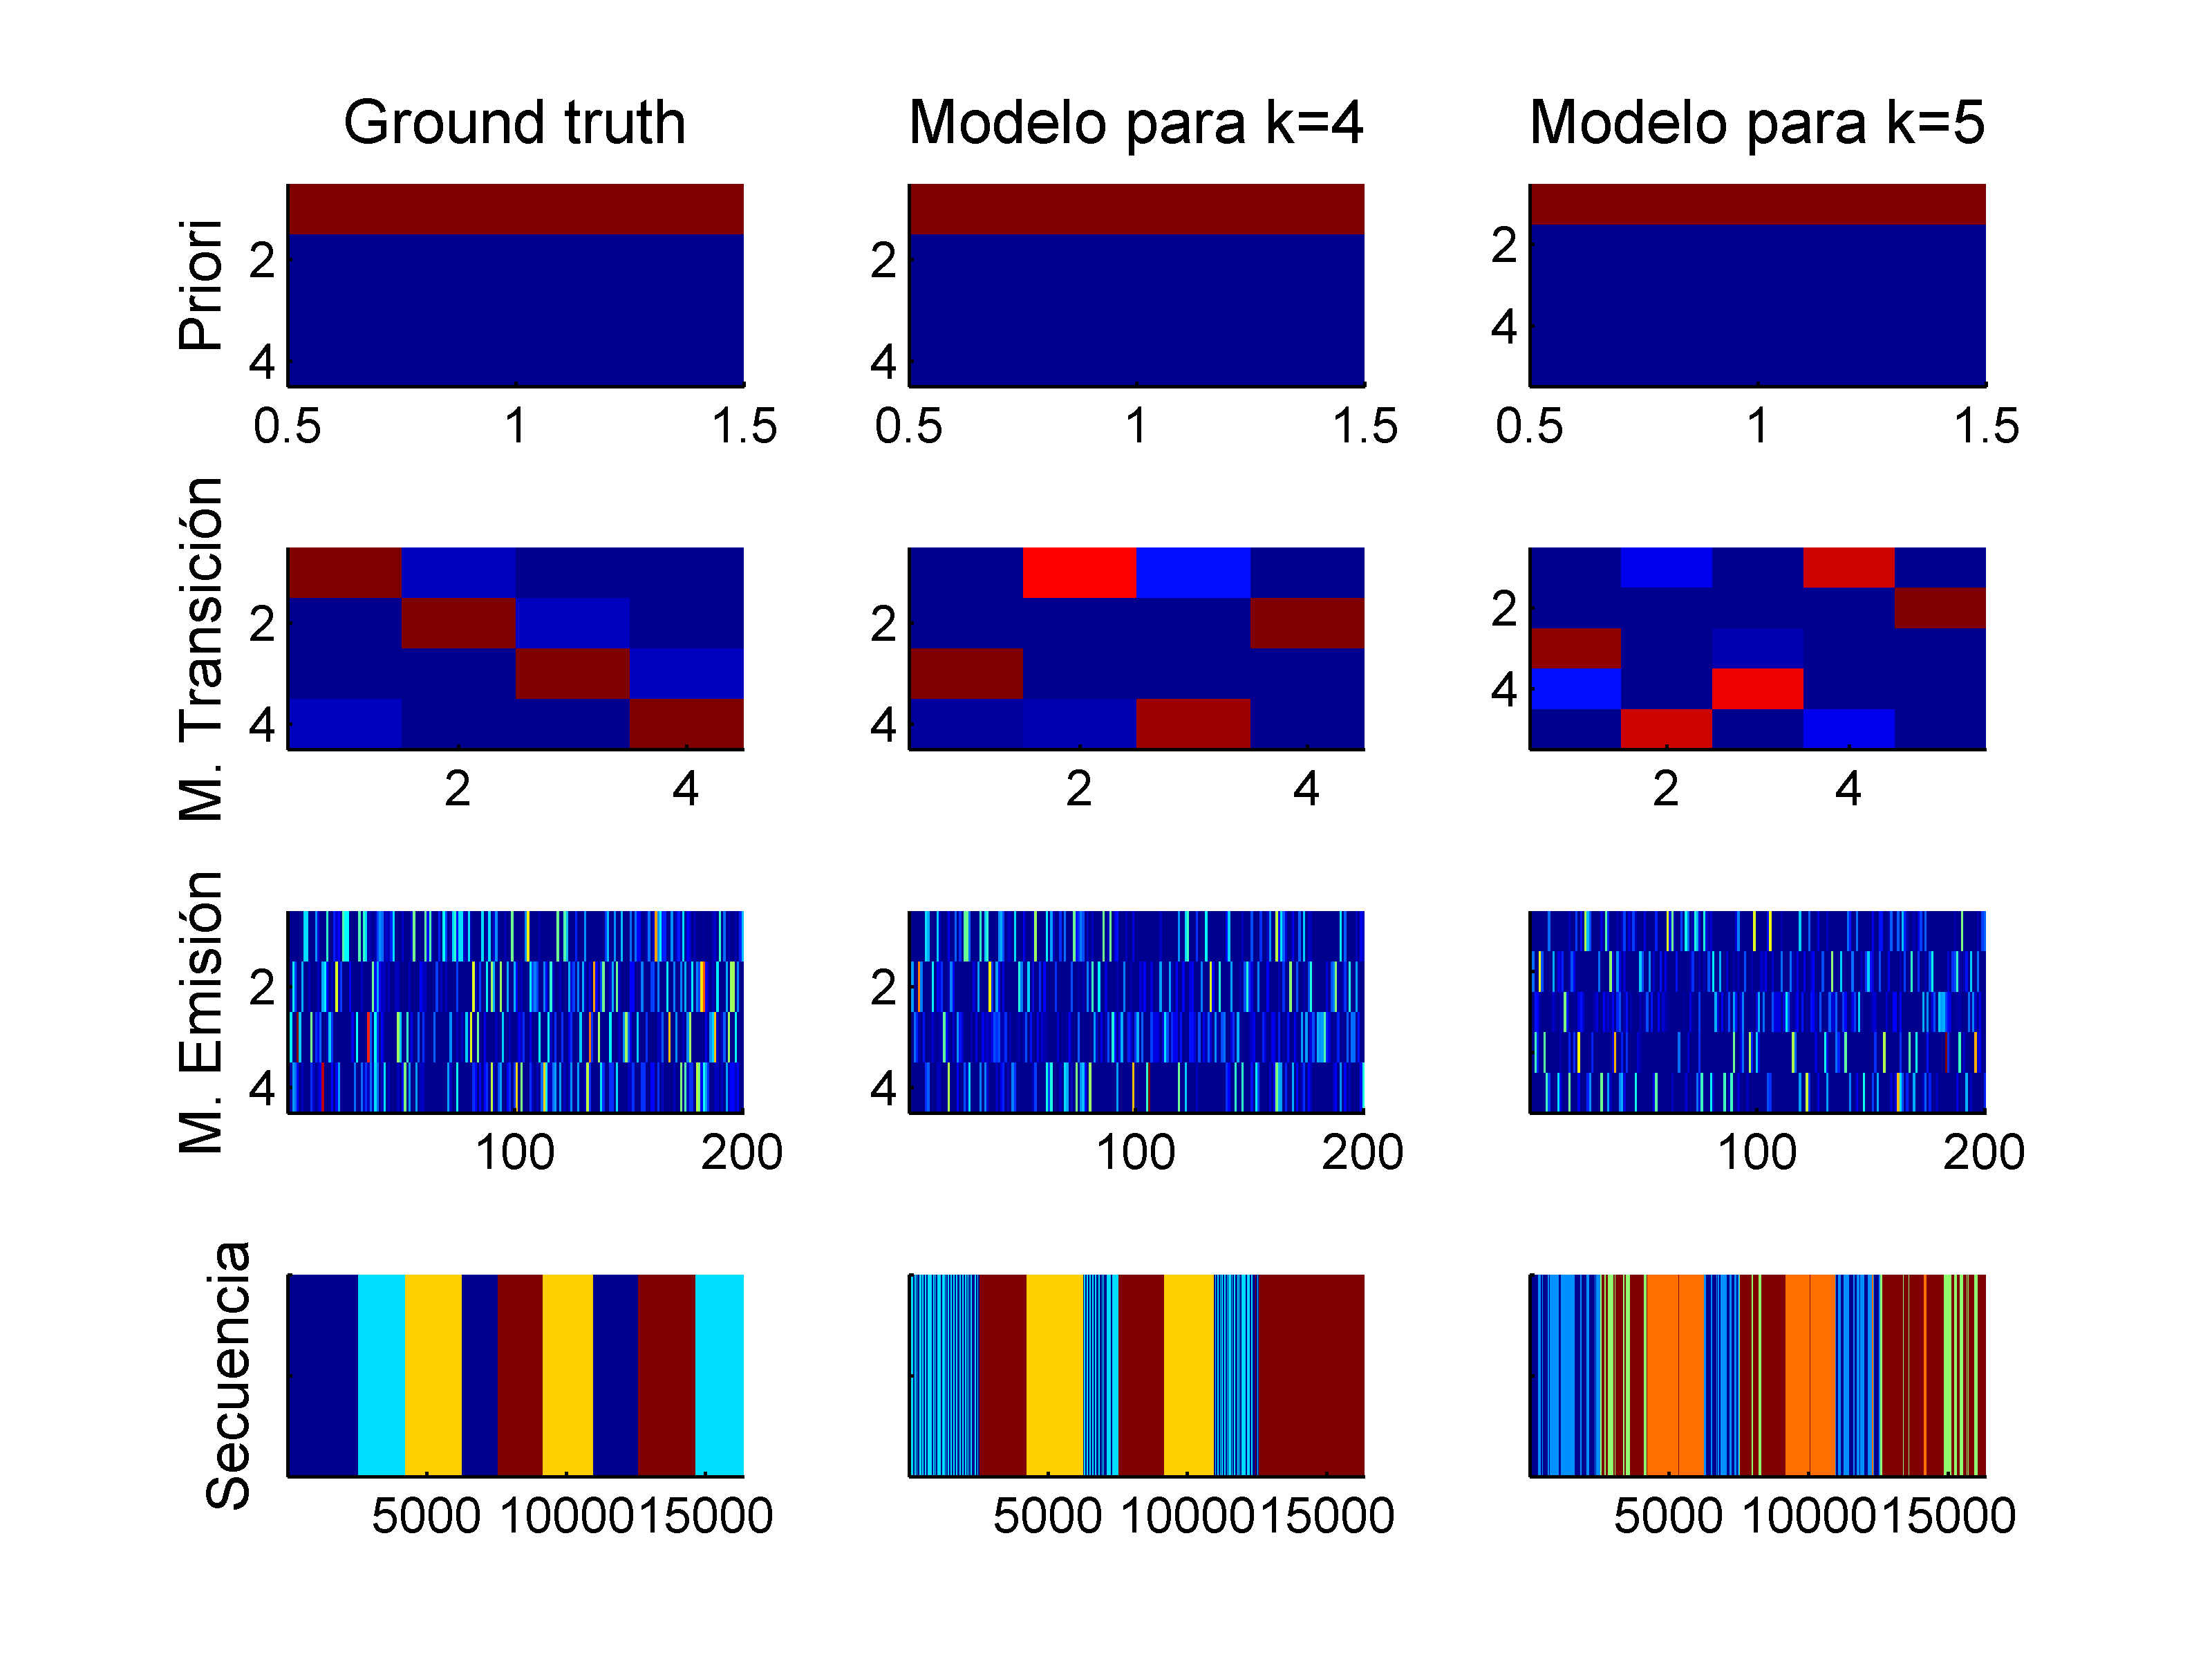 Ground truth Modelo para k=4 Modelo para k=5
Priori
2 2 2
4 4 4
0.5 1 1.5 0.5 1 1.5 0.5 1 1.5
M. Transición
2 2 2
4 4 4
2 4 2 4 2 4
M. Emisión
2 2
4 4
100 200 100 200 100 200
Secuencia
5000 10000 15000 5000 10000 15000 5000 10000 15000